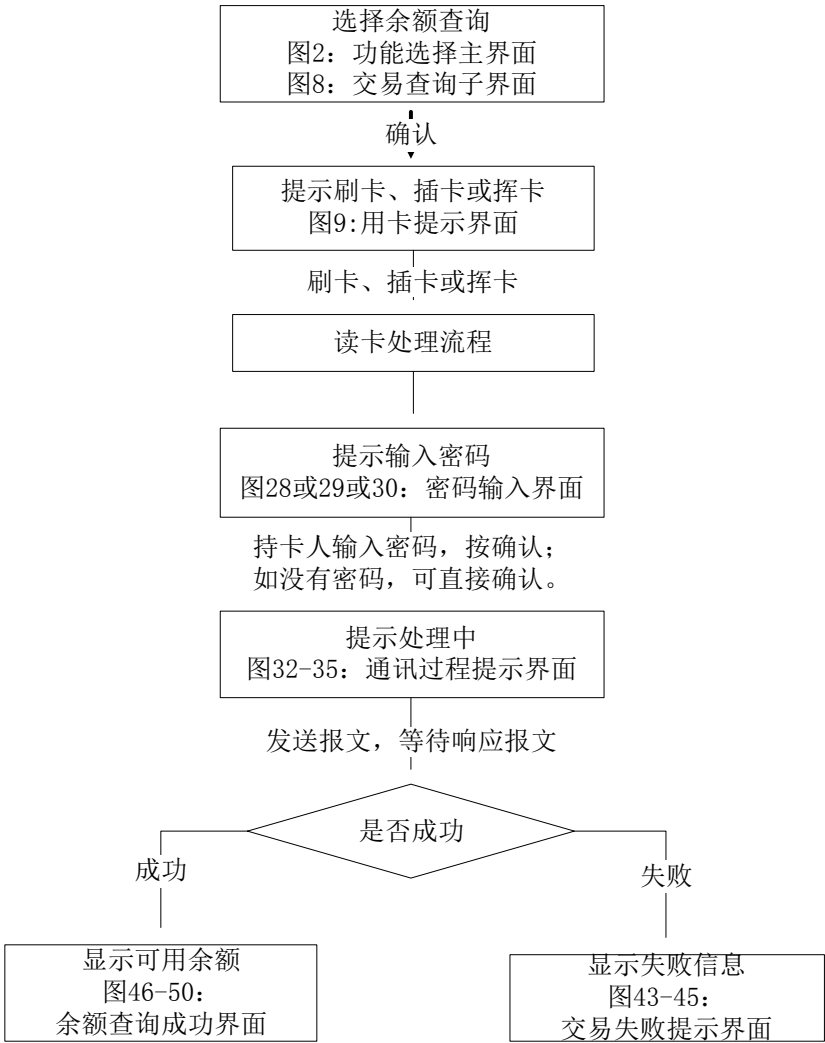 选择余额查询
图2：功能选择主界面
图8：交易查询子界面
确认
提示刷卡、插卡或挥卡
图9:用卡提示界面
刷卡、插卡或挥卡
读卡处理流程
提示输入密码
图28或29或30：密码输入界面
持卡人输入密码，按确认；
如没有密码，可直接确认。
提示处理中
图32-35：通讯过程提示界面
发送报文，等待响应报文
是否成功
成功
失败
显示可用余额
图46-50：
余额查询成功界面
显示失败信息
图43-45：
交易失败提示界面